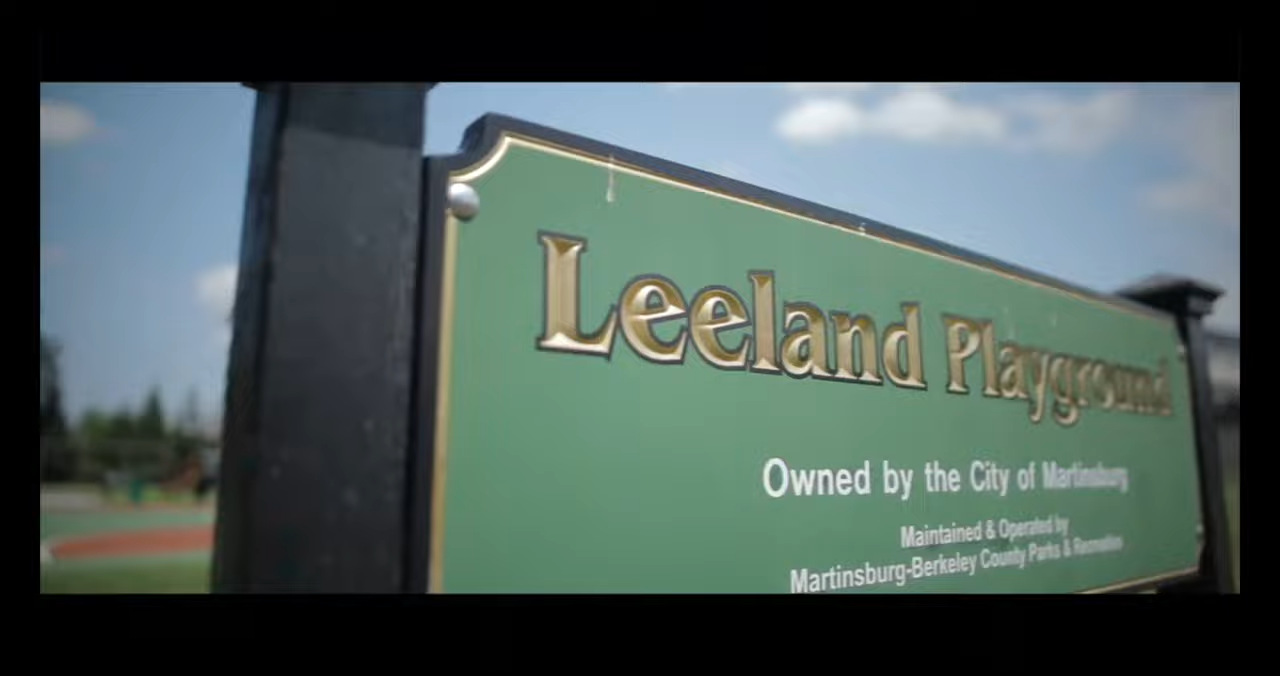 Leeland Playground
Owned by the City of Martinsburg
Maintained & Operated by
Martinsburg-Berkeley County Parks & Recreation